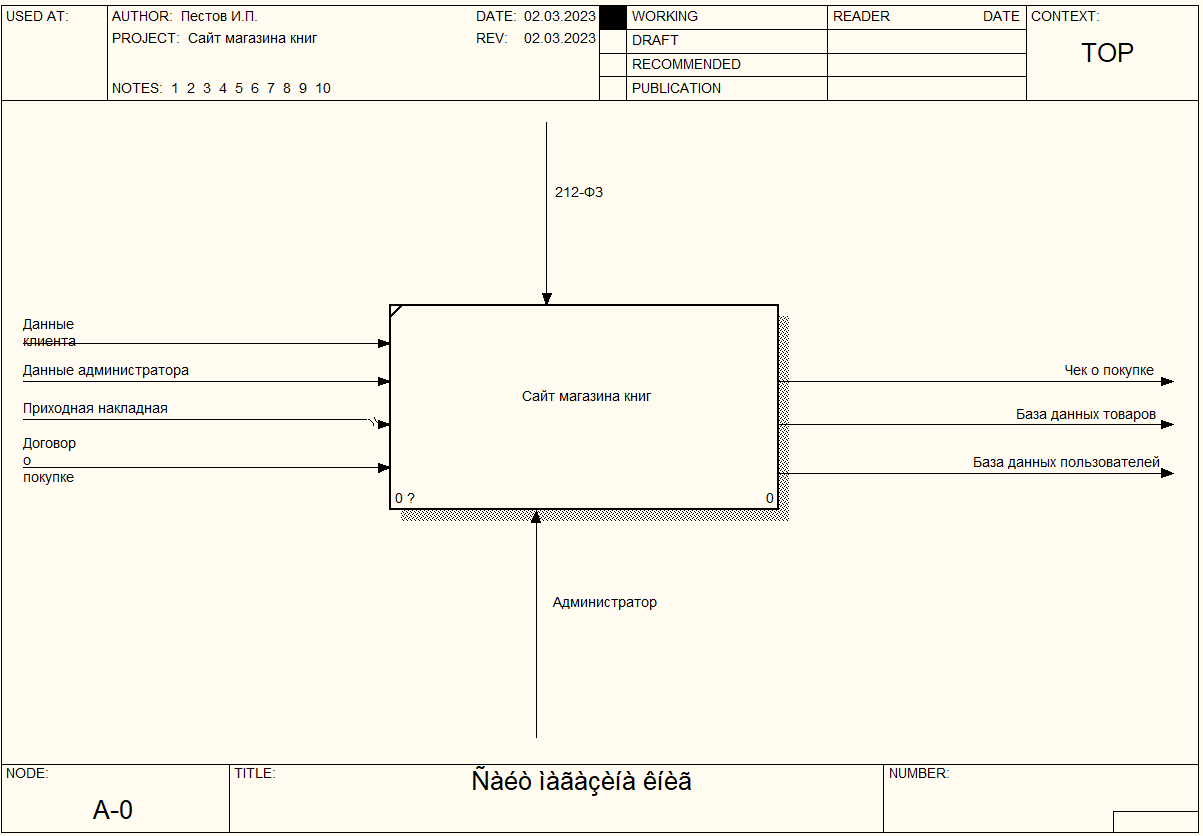 USED AT:
AUTHOR: Пестов И.П.
DATE: 02.03.2023
WORKING
READER
DATE
CONTEXT:
PROJECT: Сайт магазина книг
REV: 02.03.2023
DRAFT
TOP
RECOMMENDED
NOTES: 1 2 3 4 5 6 7 8 9 10
PUBLICATION
212-ФЗ
Данные
клиента
Данные администратора
Приходная накладная
Договор
о
покупке
Сайт магазина книг
0 ?
0
Чек о покупке
База данных товаров
База данных пользователей
Администратор
NODE:
A-0
TITLE:
Ñàéò ìàãàçèíà êíèã
NUMBER: